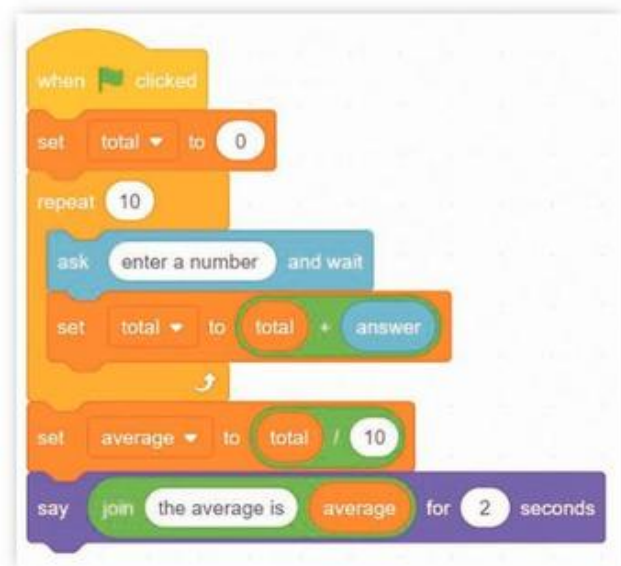 when clicked
set total to 0
repeat 10
ask enter a number and wait
set total to total + answer
set average to total / 10
say join the average is average for 2 seconds